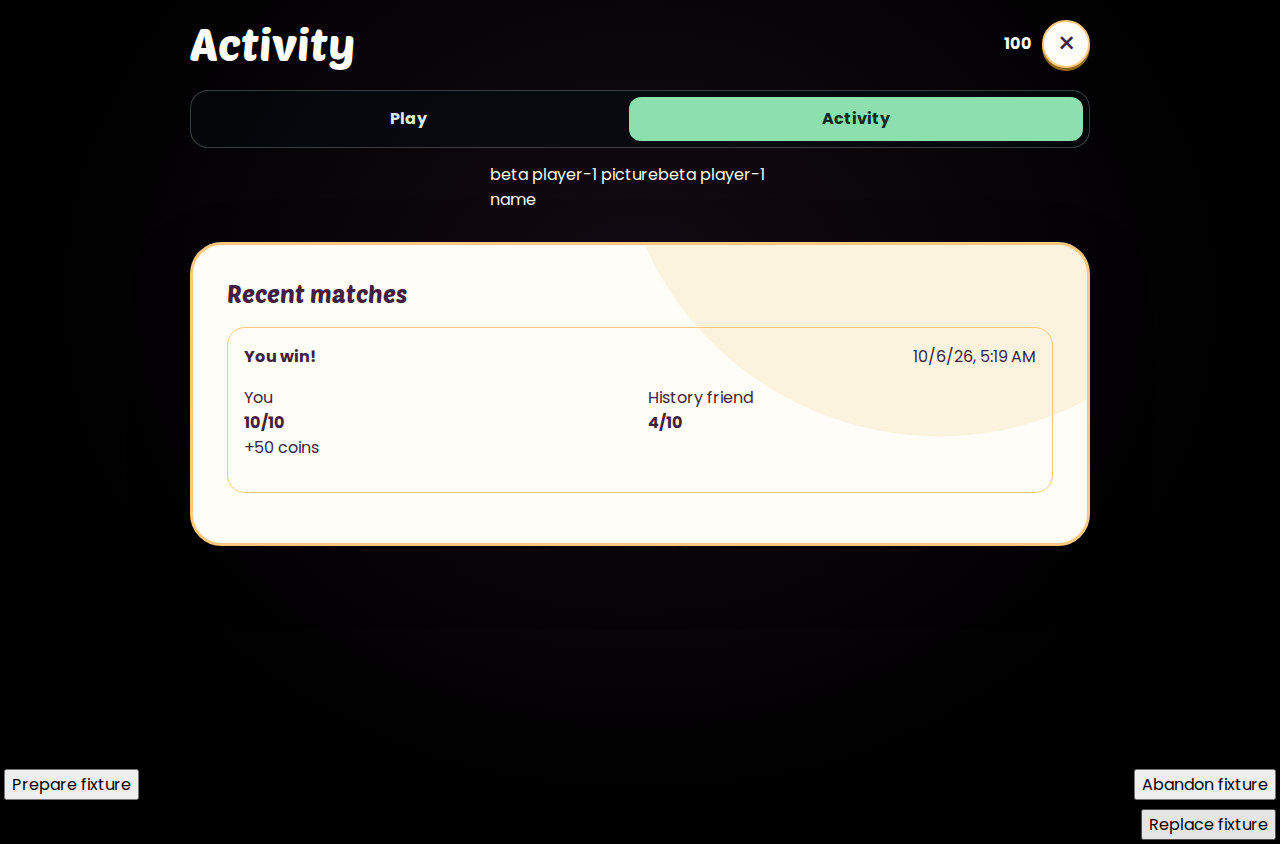 Activity
100 ×
Play Activity
beta player-1 picturebeta player-1
name
Recent matches
You win! 10/6/26, 5:19 AM
You History friend
10/10 4/10
+50 coins
Prepare fixture Abandon fixture
Replace fixture